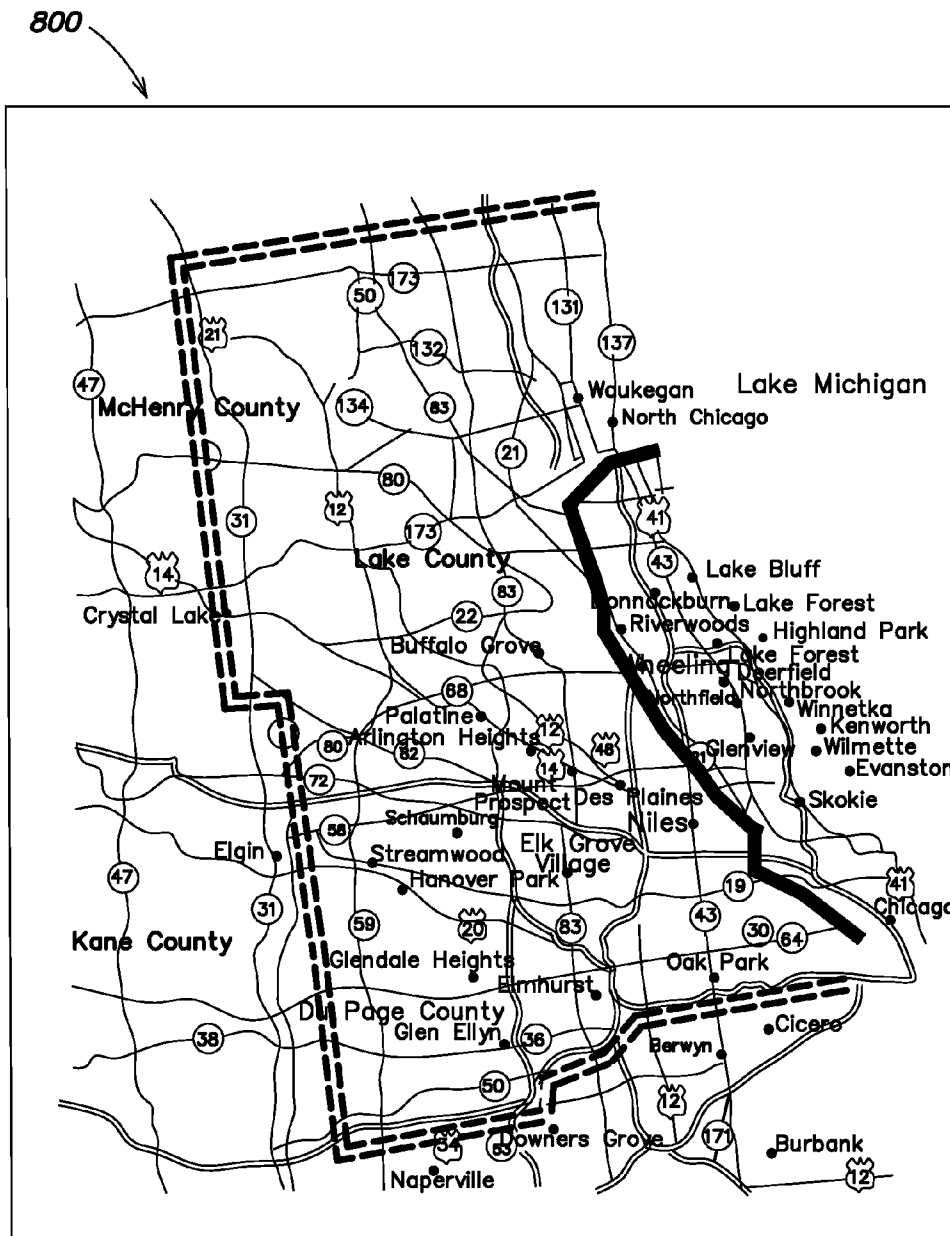 800
173
50
131
21
137
132
47
Waukegan
Lake Michigan
McHenry County
134
83
North Chicago
21
80
12
31
41
173
43
14
Lake County
Lake Bluff
83
Bonnockburn
Lake Forest
Crystal Lake
22
Riverwoods
Highland Park
Buffalo Grove
Lake Forest
Wheeling
Deerfield
68
Northfield
Northbrook
Winnetka
Palatine
Kenworth
12
Arlington Heights
80
82
48
Glenview
Wilmette
14
Evanston
72
Mount
Prospect
Des Plaines
Skokie
58
Schaumburg
Niles
Elgin
Streamwood
Elk Grove
Village
47
Hanover Park
19
41
31
Chicago
59
20
83
43
30
64
Kane County
Glendale Heights
Oak Park
Elmhurst
Du Page County
38
Glen Ellyn
36
Cicero
Berwyn
50
12
34
53
Downers Grove
171
Burbank
Naperville
12